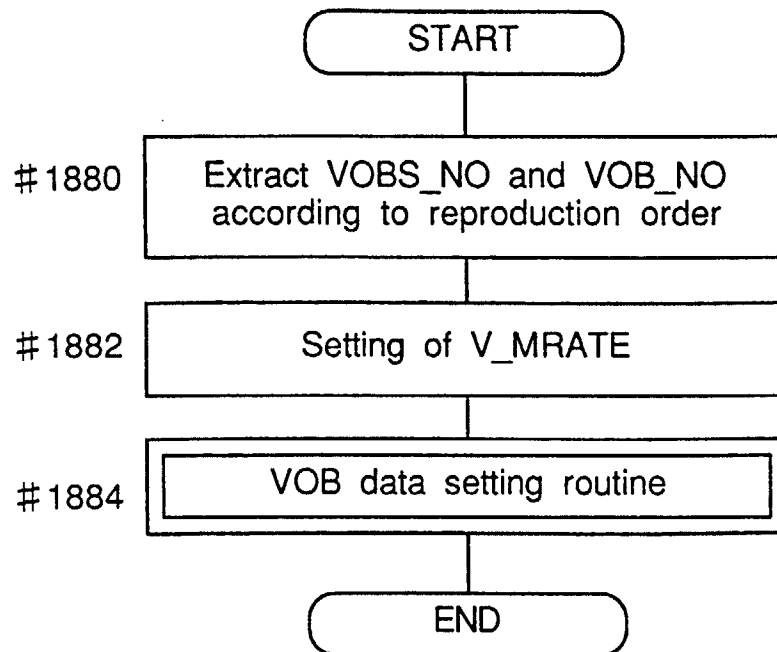 START
#1880
Extract VOBS_NO and VOB_NO
according to reproduction order
#1882
Setting of V_MRATE
#1884
VOB data setting routine
END